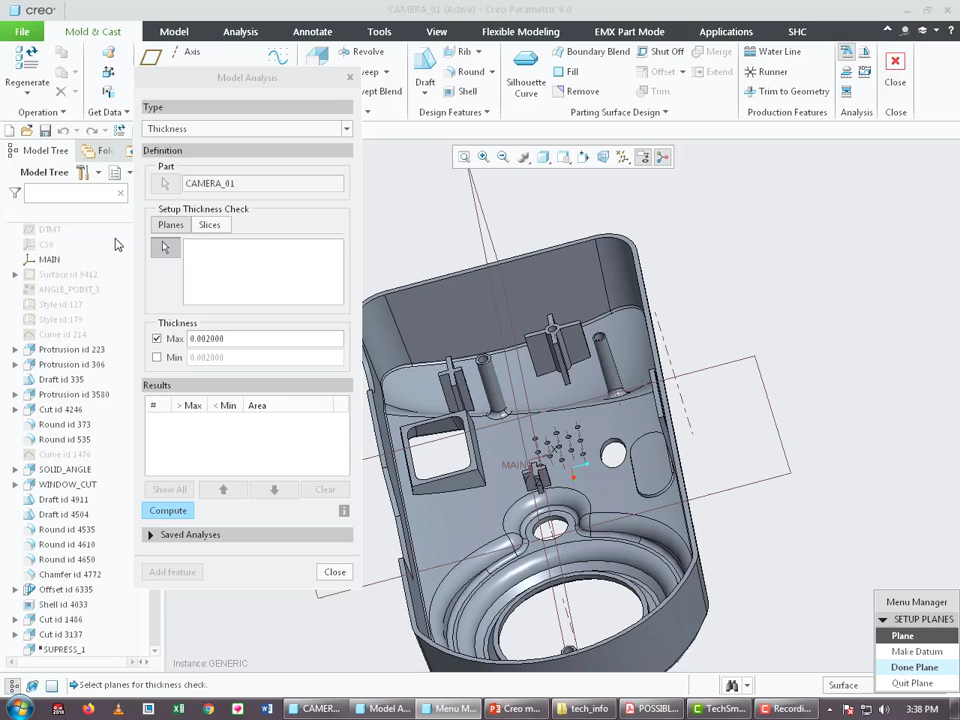 creo
CAMERA_01 (Active) - Creo Parametric 6.0
File
Mold & Cast
Model
Analysis
Annotate
Tools
View
Flexible Modeling
EMX Part Mode
Applications
SHC
Regenerate
Axis
Revolve
vept Blend
Draft
Rib
Round
Shell
Silhouette
Curve
Boundary Blend
Fill
Remove
Shut Off
Offset
Trim
Merge
Extend
Water Line
Runner
Trim to Geometry
Close
Operation
Get Data
Design Features
Parting Surface Design
Production Features
Analysis
Close
Model Tree
Model Tree
DTM7
CS0
MAIN
Surface id 9412
ANGLE_POINT_3
Style id 127
Style id 179
Curve id 214
Protrusion id 223
Protrusion id 306
Draft id 335
Protrusion id 3580
Cut id 4246
Round id 373
Round id 535
Curve id 1476
SOLID_ANGLE
WINDOW_CUT
Draft id 4911
Draft id 4504
Round id 4535
Round id 4610
Round id 4650
Chamfer id 4772
Offset id 6335
Shell id 4033
Cut id 1486
Cut id 3137
SUPRESS_1
Model Analysis
Type
Thickness
Definition
Part
CAMERA_01
Setup Thickness Check
Planes
Slices
Thickness
Max 0.002000
Min 0.002000
Results
# > Max < Min Area
Show All
Clear
Compute
Saved Analyses
Add feature
Close
MAIN
Instance:GENERIC
Menu Manager
SETUP PLANES
Plane
Make Datum
Done Plane
Quit Plane
Select planes for thickness check.
Surface
CAMER...
Model A...
Menu M...
Creo m...
tech_info
POSSIBL...
TechSm...
Recordi...
3:38 PM